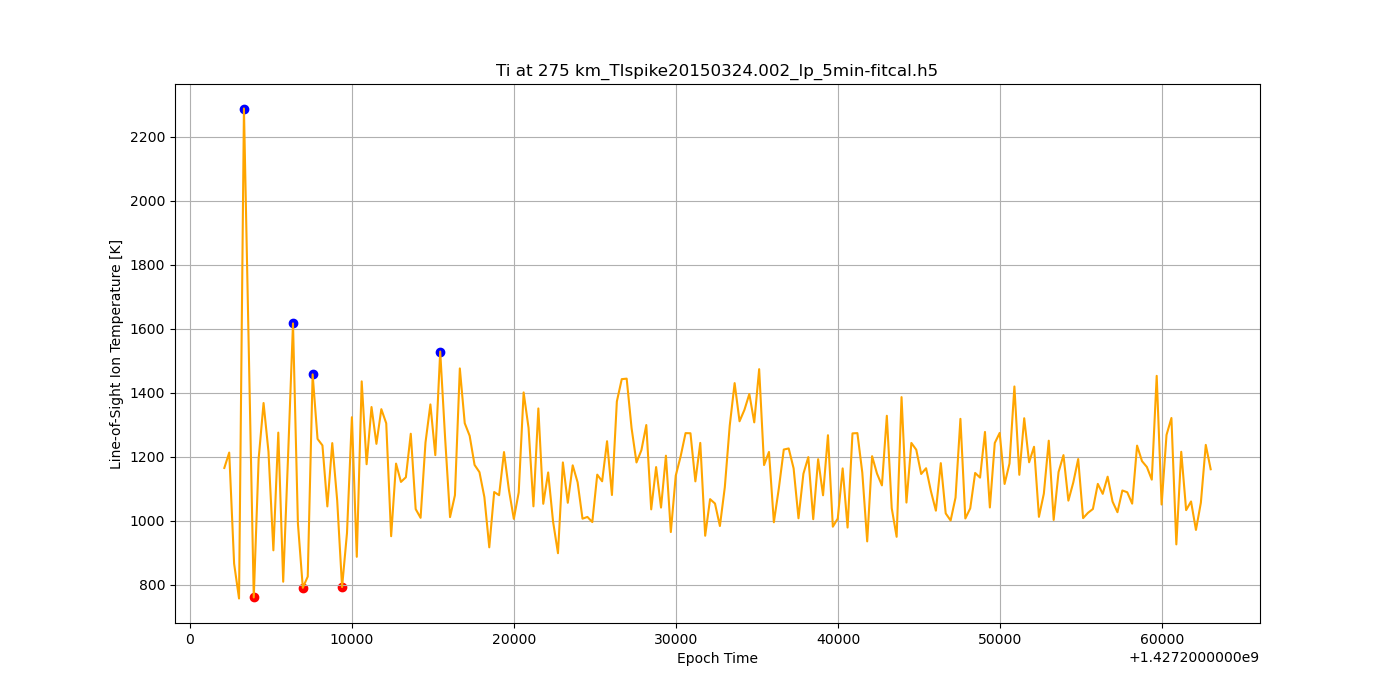 Ti at 275 km_TIspike20150324.002_lp_5min-fitcal.h5
Line-of-Sight Ion Temperature [K]
2200
2000
1800
1600
1400
1200
1000
800
0 10000 20000 30000 40000 50000 60000
Epoch Time
+1.4272000000e9